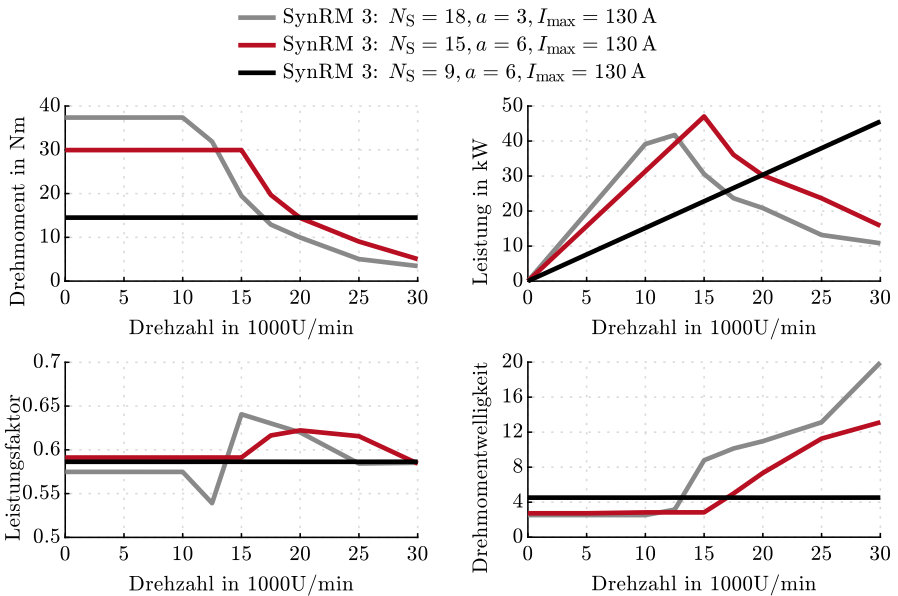 SynRM 3: N_S = 18, a = 3, I_max = 130 A
SynRM 3: N_S = 15, a = 6, I_max = 130 A
SynRM 3: N_S = 9, a = 6, I_max = 130 A
Drehmoment in Nm
40
30
20
10
0
0 5 10 15 20 25 30
Drehzahl in 1000U/min
Leistung in kW
50
40
30
20
10
0
0 5 10 15 20 25 30
Drehzahl in 1000U/min
Leistungsfaktor
0.7
0.65
0.6
0.55
0.5
0 5 10 15 20 25 30
Drehzahl in 1000U/min
Drehmomentwelligkeit
20
16
12
8
4
0
0 5 10 15 20 25 30
Drehzahl in 1000U/min